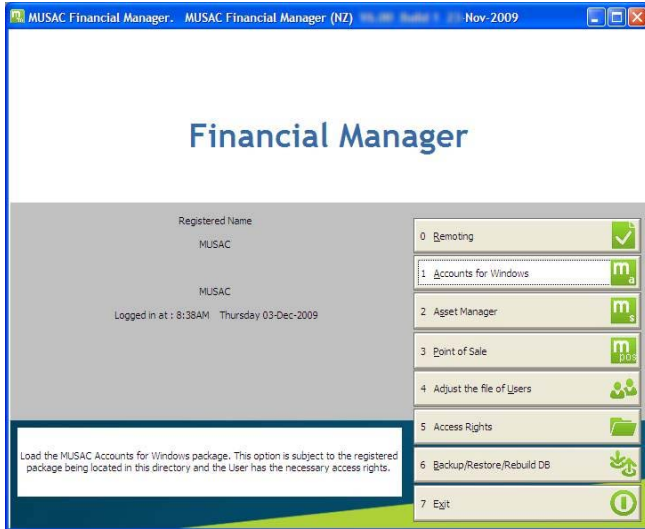 MUSAC Financial Manager. MUSAC Financial Manager (NZ) 23-Nov-2009
Financial Manager
Registered Name
MUSAC
MUSAC
Logged in at : 8:38AM Thursday 03-Dec-2009
0 Remoting
1 Accounts for Windows
ma
2 Asset Manager
ms
3 Point of Sale
mpos
4 Adjust the file of Users
5 Access Rights
6 Backup/Restore/Rebuild DB
7 Exit
Load the MUSAC Accounts for Windows package. This option is subject to the registered
package being located in this directory and the User has the necessary access rights.